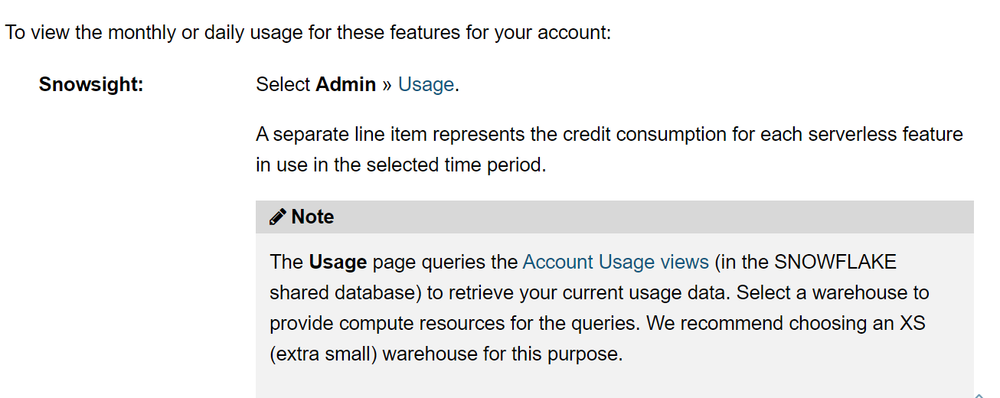 To view the monthly or daily usage for these features for your account:
Snowsight:
Select Admin » Usage.
A separate line item represents the credit consumption for each serverless feature
in use in the selected time period.
Note
The Usage page queries the Account Usage views (in the SNOWFLAKE
shared database) to retrieve your current usage data. Select a warehouse to
provide compute resources for the queries. We recommend choosing an XS
(extra small) warehouse for this purpose.